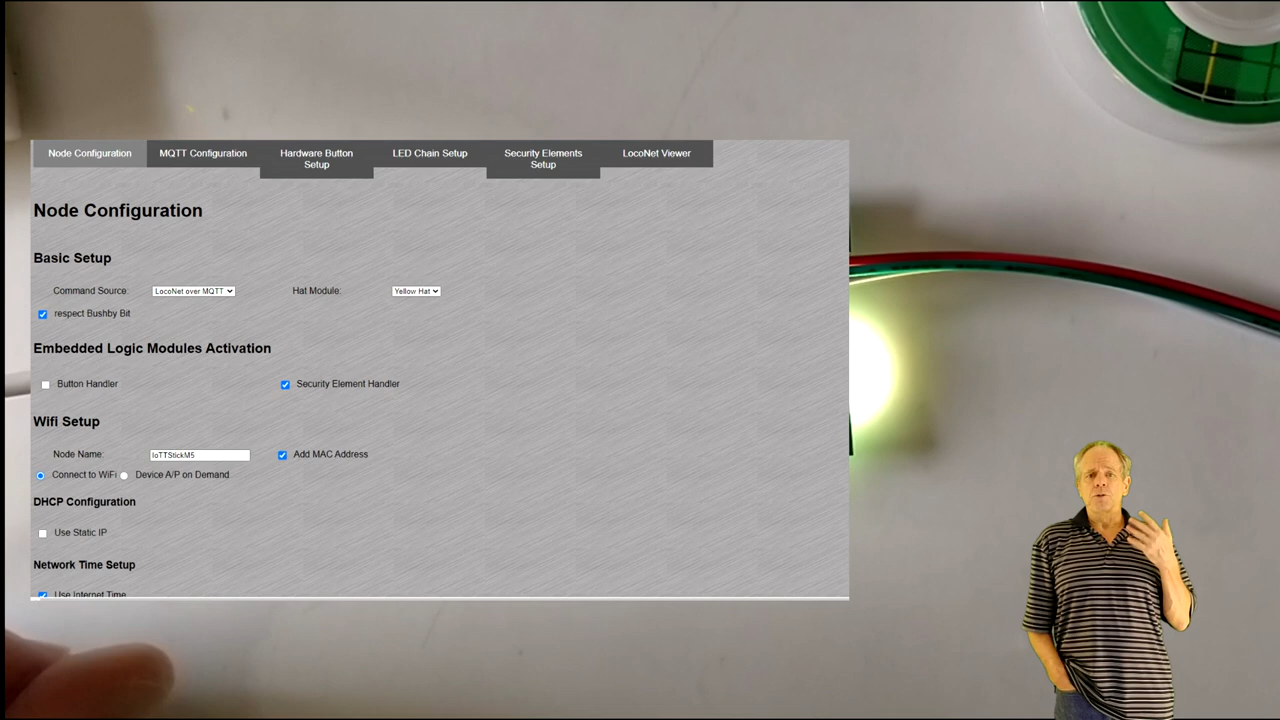 Node Configuration
MQTT Configuration
Hardware Button
Setup
LED Chain Setup
Security Elements
Setup
LocoNet Viewer
Node Configuration
Basic Setup
Command Source: LocoNet over MQTT Hat Module: Yellow Hat
respect Bushby Bit
Embedded Logic Modules Activation
Button Handler Security Element Handler
Wifi Setup
Node Name: IoTTStickM5 Add MAC Address
Connect to WiFi Device A/P on Demand
DHCP Configuration
Use Static IP
Network Time Setup
Use Internet Time